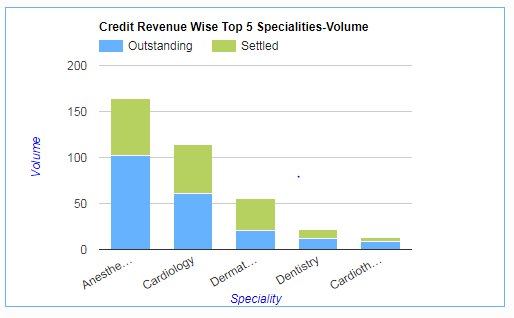 Credit Revenue Wise Top 5 Specialities-Volume
Outstanding Settled
200
150
100
50
0
Volume
Anesthe...
Cardiology
Dermat...
Dentistry
Cardioth...
Speciality